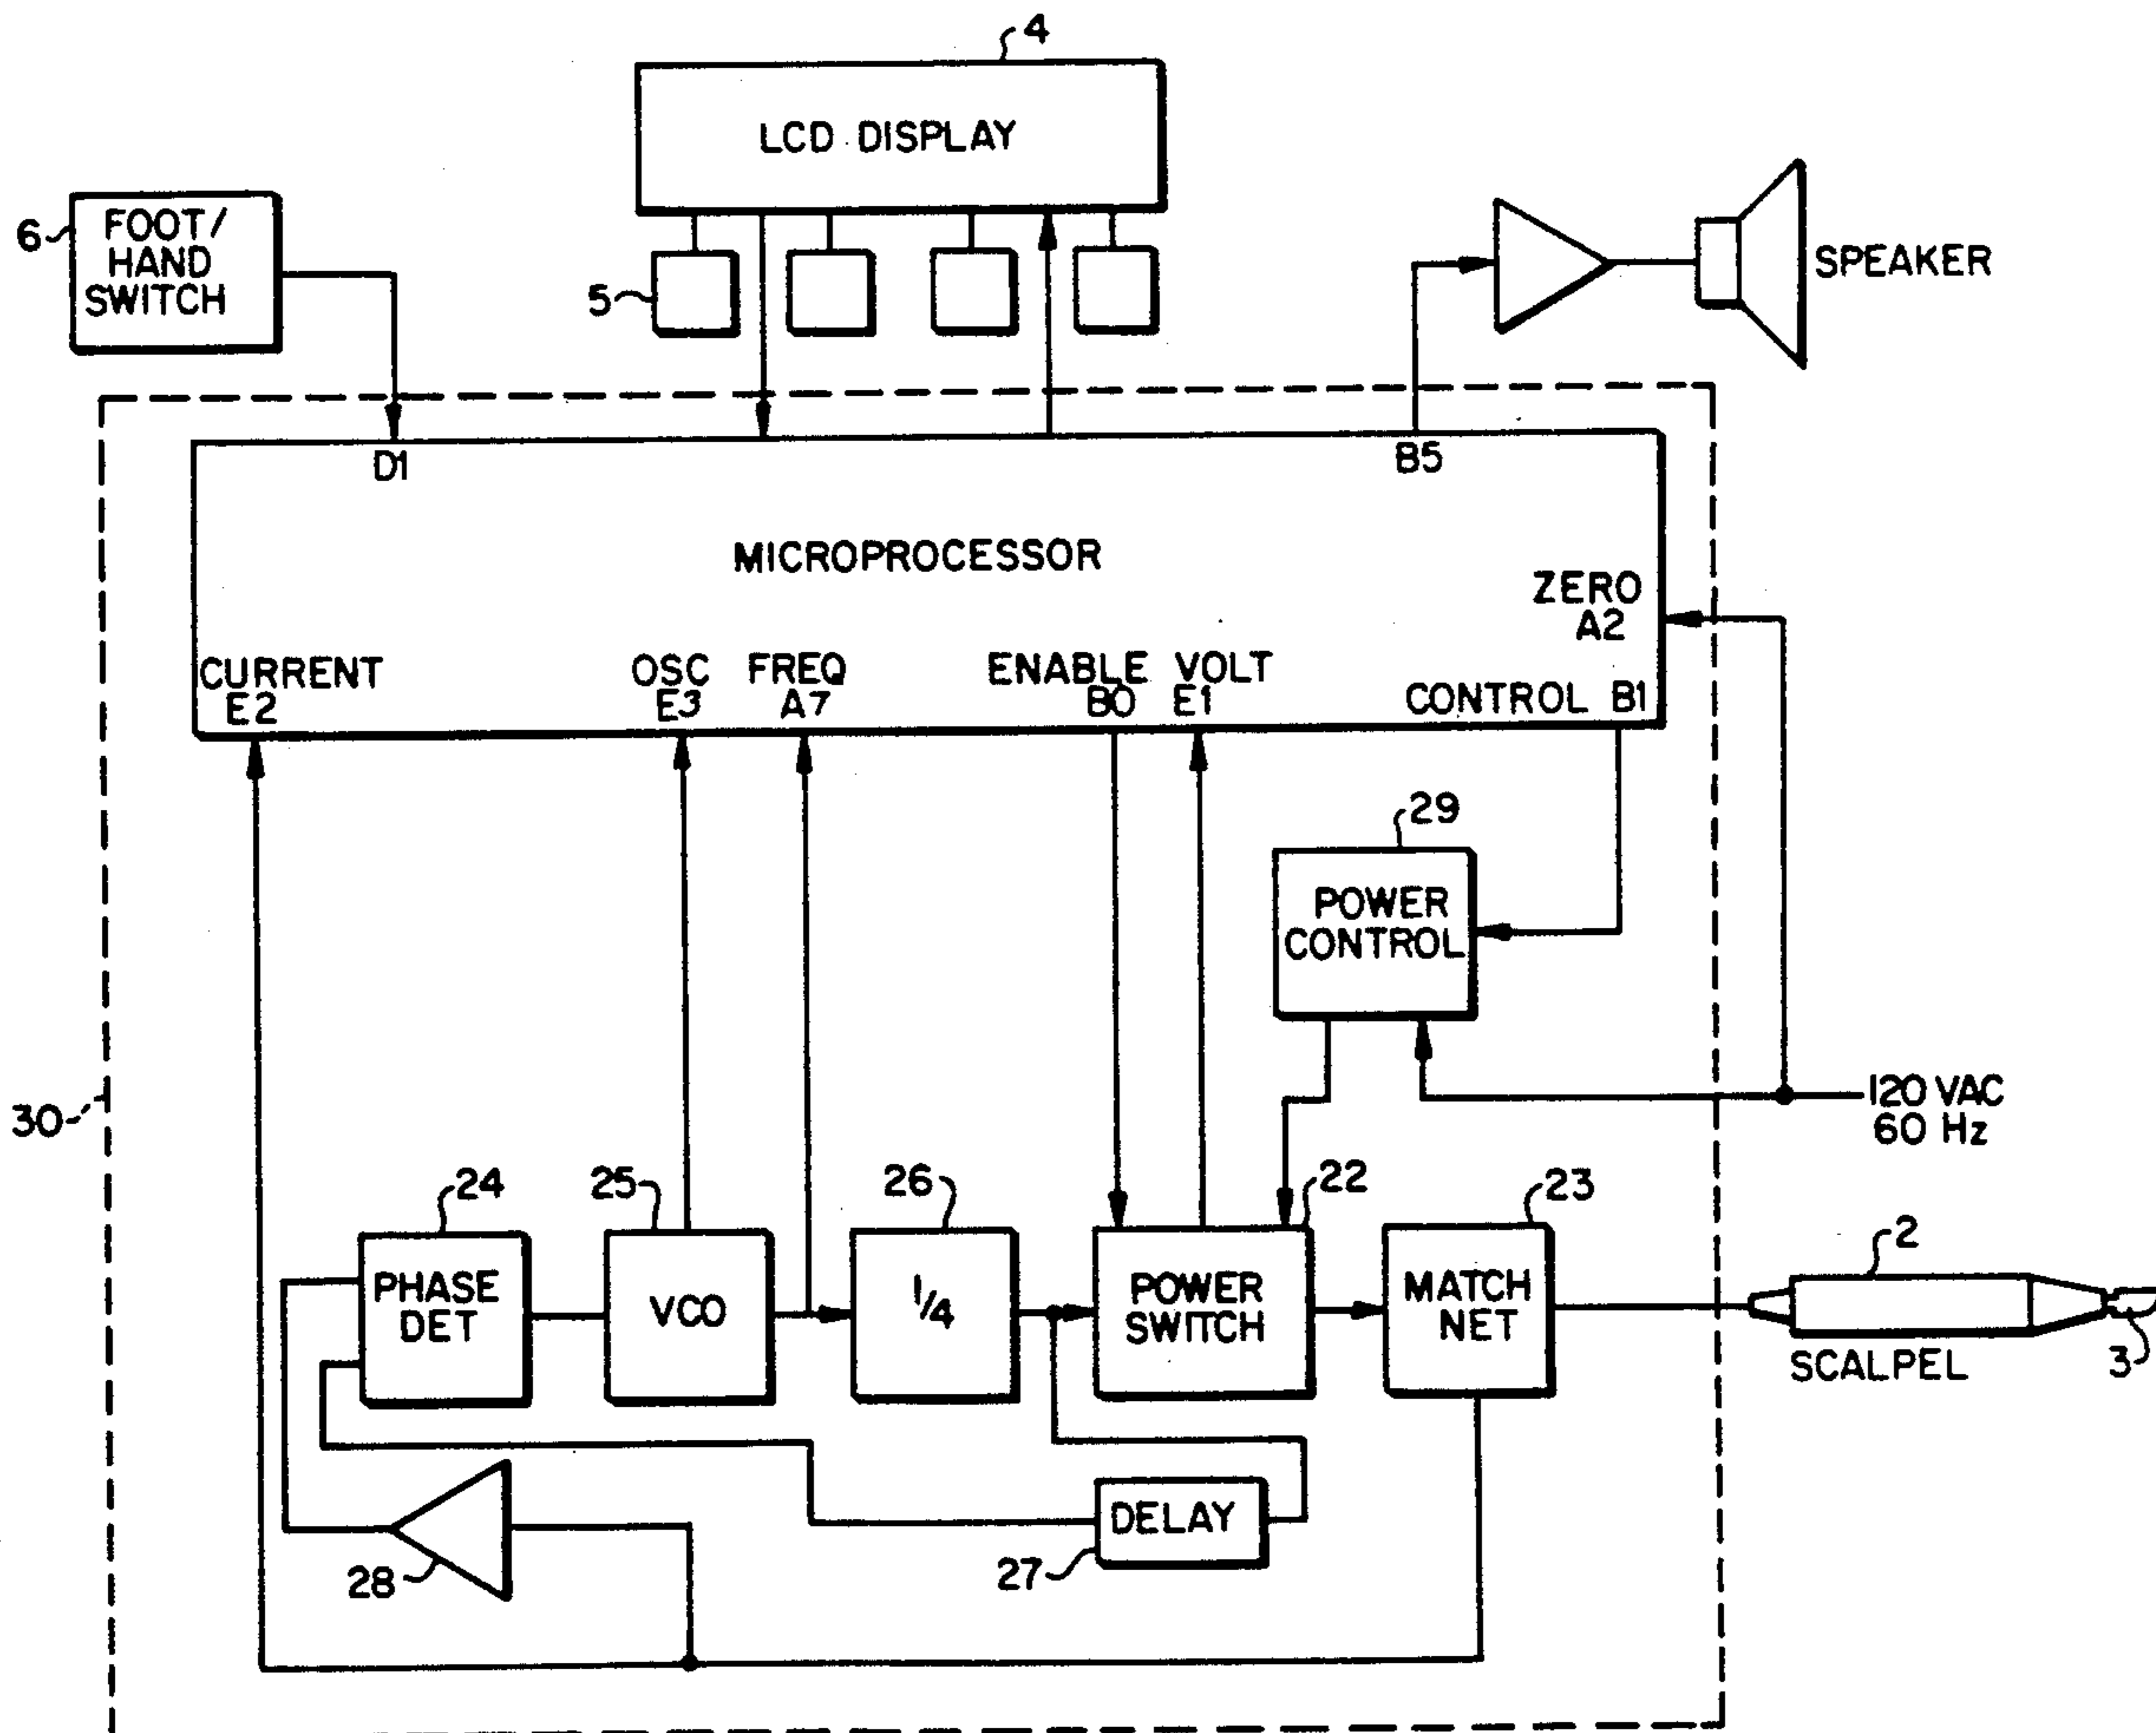 4
LCD DISPLAY
6
FOOT/
HAND
SWITCH
5
SPEAKER
D1
B5
MICROPROCESSOR
ZERO
A2
CURRENT
E2
OSC
E3
FREQ
A7
ENABLE
B0
VOLT
E1
CONTROL B1
29
POWER
CONTROL
30
120 VAC
60 Hz
24
PHASE
DET
25
VCO
26
1/4
22
POWER
SWITCH
23
MATCH
NET
2
SCALPEL
3
28
DELAY
27